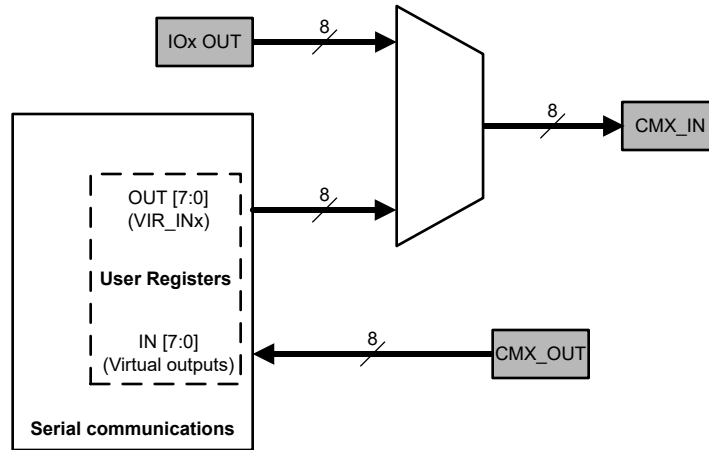 IOx OUT
8
8
CMX_IN
OUT [7:0]
(VIR_INx)
8
User Registers
IN [7:0]
(Virtual outputs)
8
CMX_OUT
Serial communications